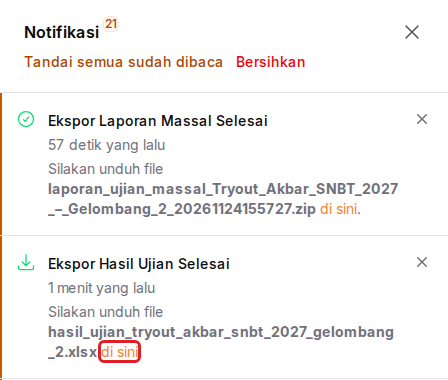 Notifikasi 21
Tandai semua sudah dibaca Bersihkan
Ekspor Laporan Massal Selesai
57 detik yang lalu
Silakan unduh file
laporan_ujian_massal_Tryout_Akbar_SNBT_2027
_–_Gelombang_2_20261124155727.zip di sini.
Ekspor Hasil Ujian Selesai
1 menit yang lalu
Silakan unduh file
hasil_ujian_tryout_akbar_snbt_2027_gelombang
_2.xlsx di sini